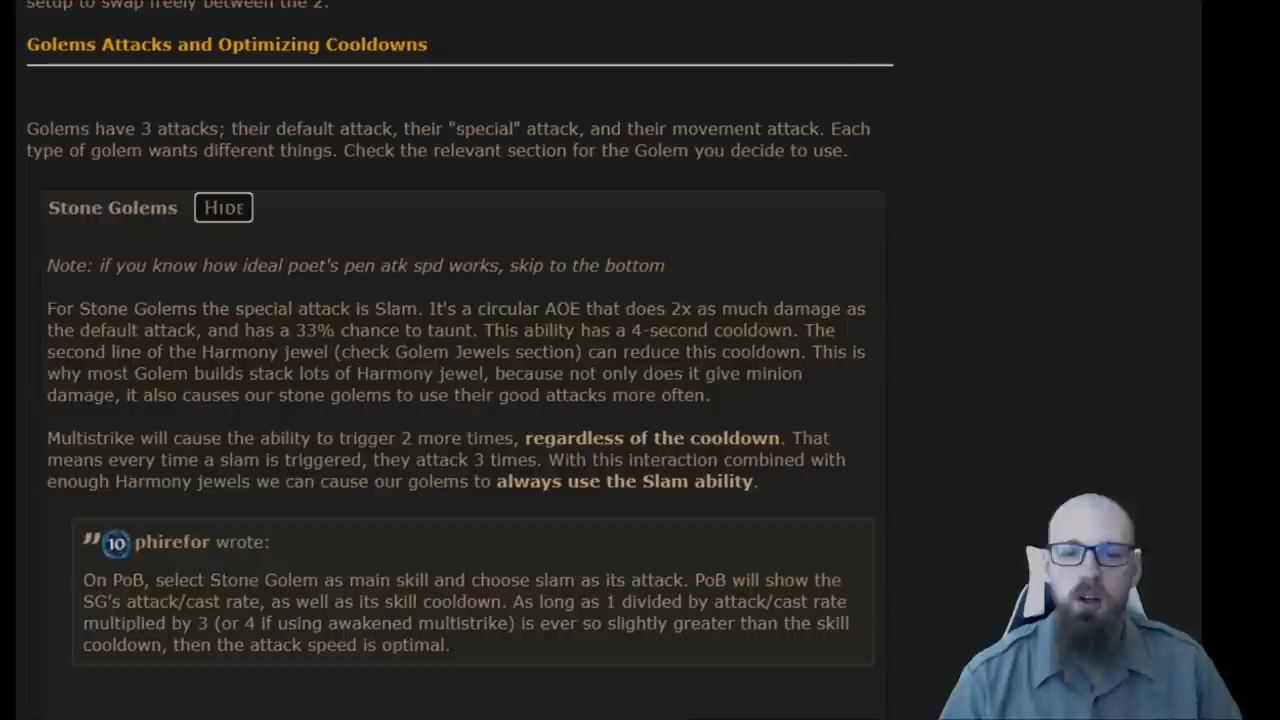 setup to swap freely between the 2.
Golems Attacks and Optimizing Cooldowns
Golems have 3 attacks; their default attack, their "special" attack, and their movement attack. Each
type of golem wants different things. Check the relevant section for the Golem you decide to use.
Stone Golems HIDE
Note: if you know how ideal poet's pen atk spd works, skip to the bottom
For Stone Golems the special attack is Slam. It's a circular AOE that does 2x as much damage as
the default attack, and has a 33% chance to taunt. This ability has a 4-second cooldown. The
second line of the Harmony jewel (check Golem Jewels section) can reduce this cooldown. This is
why most Golem builds stack lots of Harmony jewel, because not only does it give minion
damage, it also causes our stone golems to use their good attacks more often.
Multistrike will cause the ability to trigger 2 more times, regardless of the cooldown. That
means every time a slam is triggered, they attack 3 times. With this interaction combined with
enough Harmony jewels we can cause our golems to always use the Slam ability.
" 10 phirefor wrote:
On PoB, select Stone Golem as main skill and choose slam as its attack. PoB will show the
SG's attack/cast rate, as well as its skill cooldown. As long as 1 divided by attack/cast rate
multiplied by 3 (or 4 if using awakened multistrike) is ever so slightly greater than the skill
cooldown, then the attack speed is optimal.